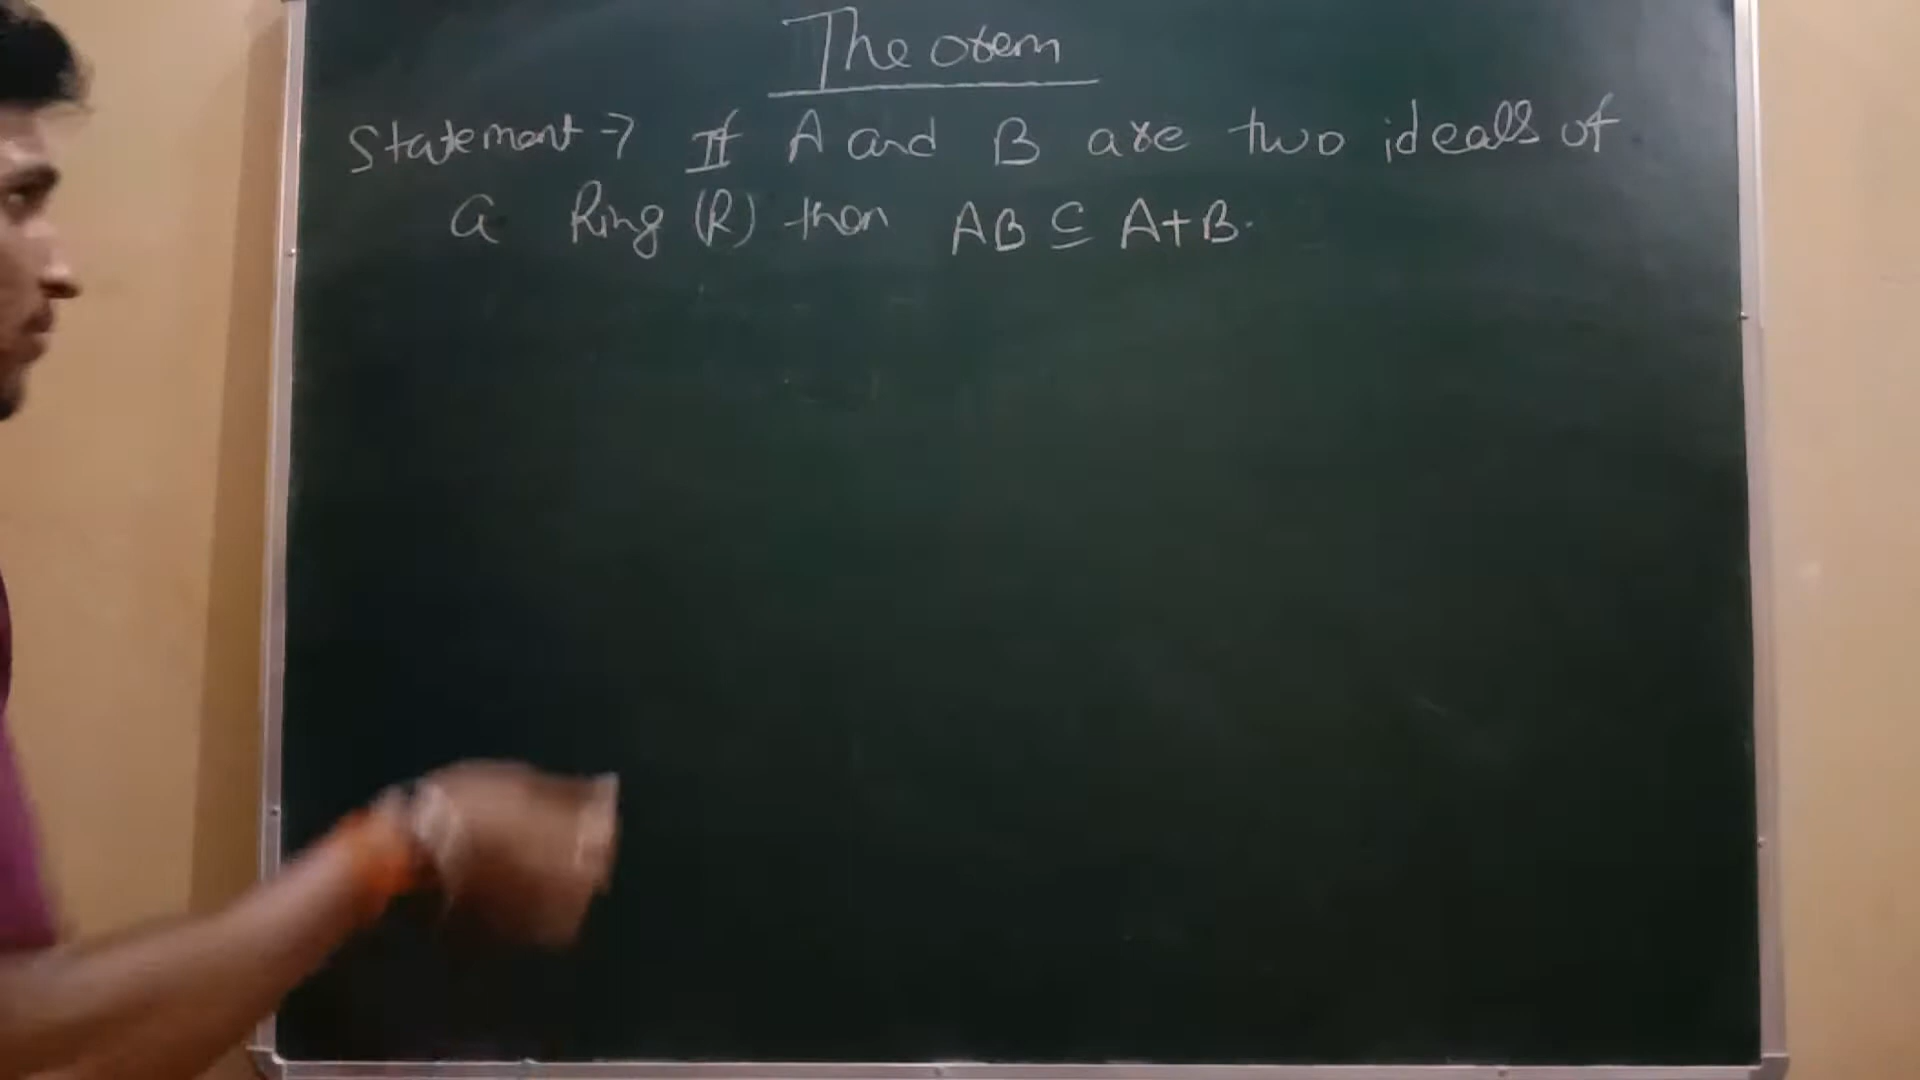 Theorem
Statement → If A and B are two ideals of
a Ring (R) then AB ⊆ A+B.